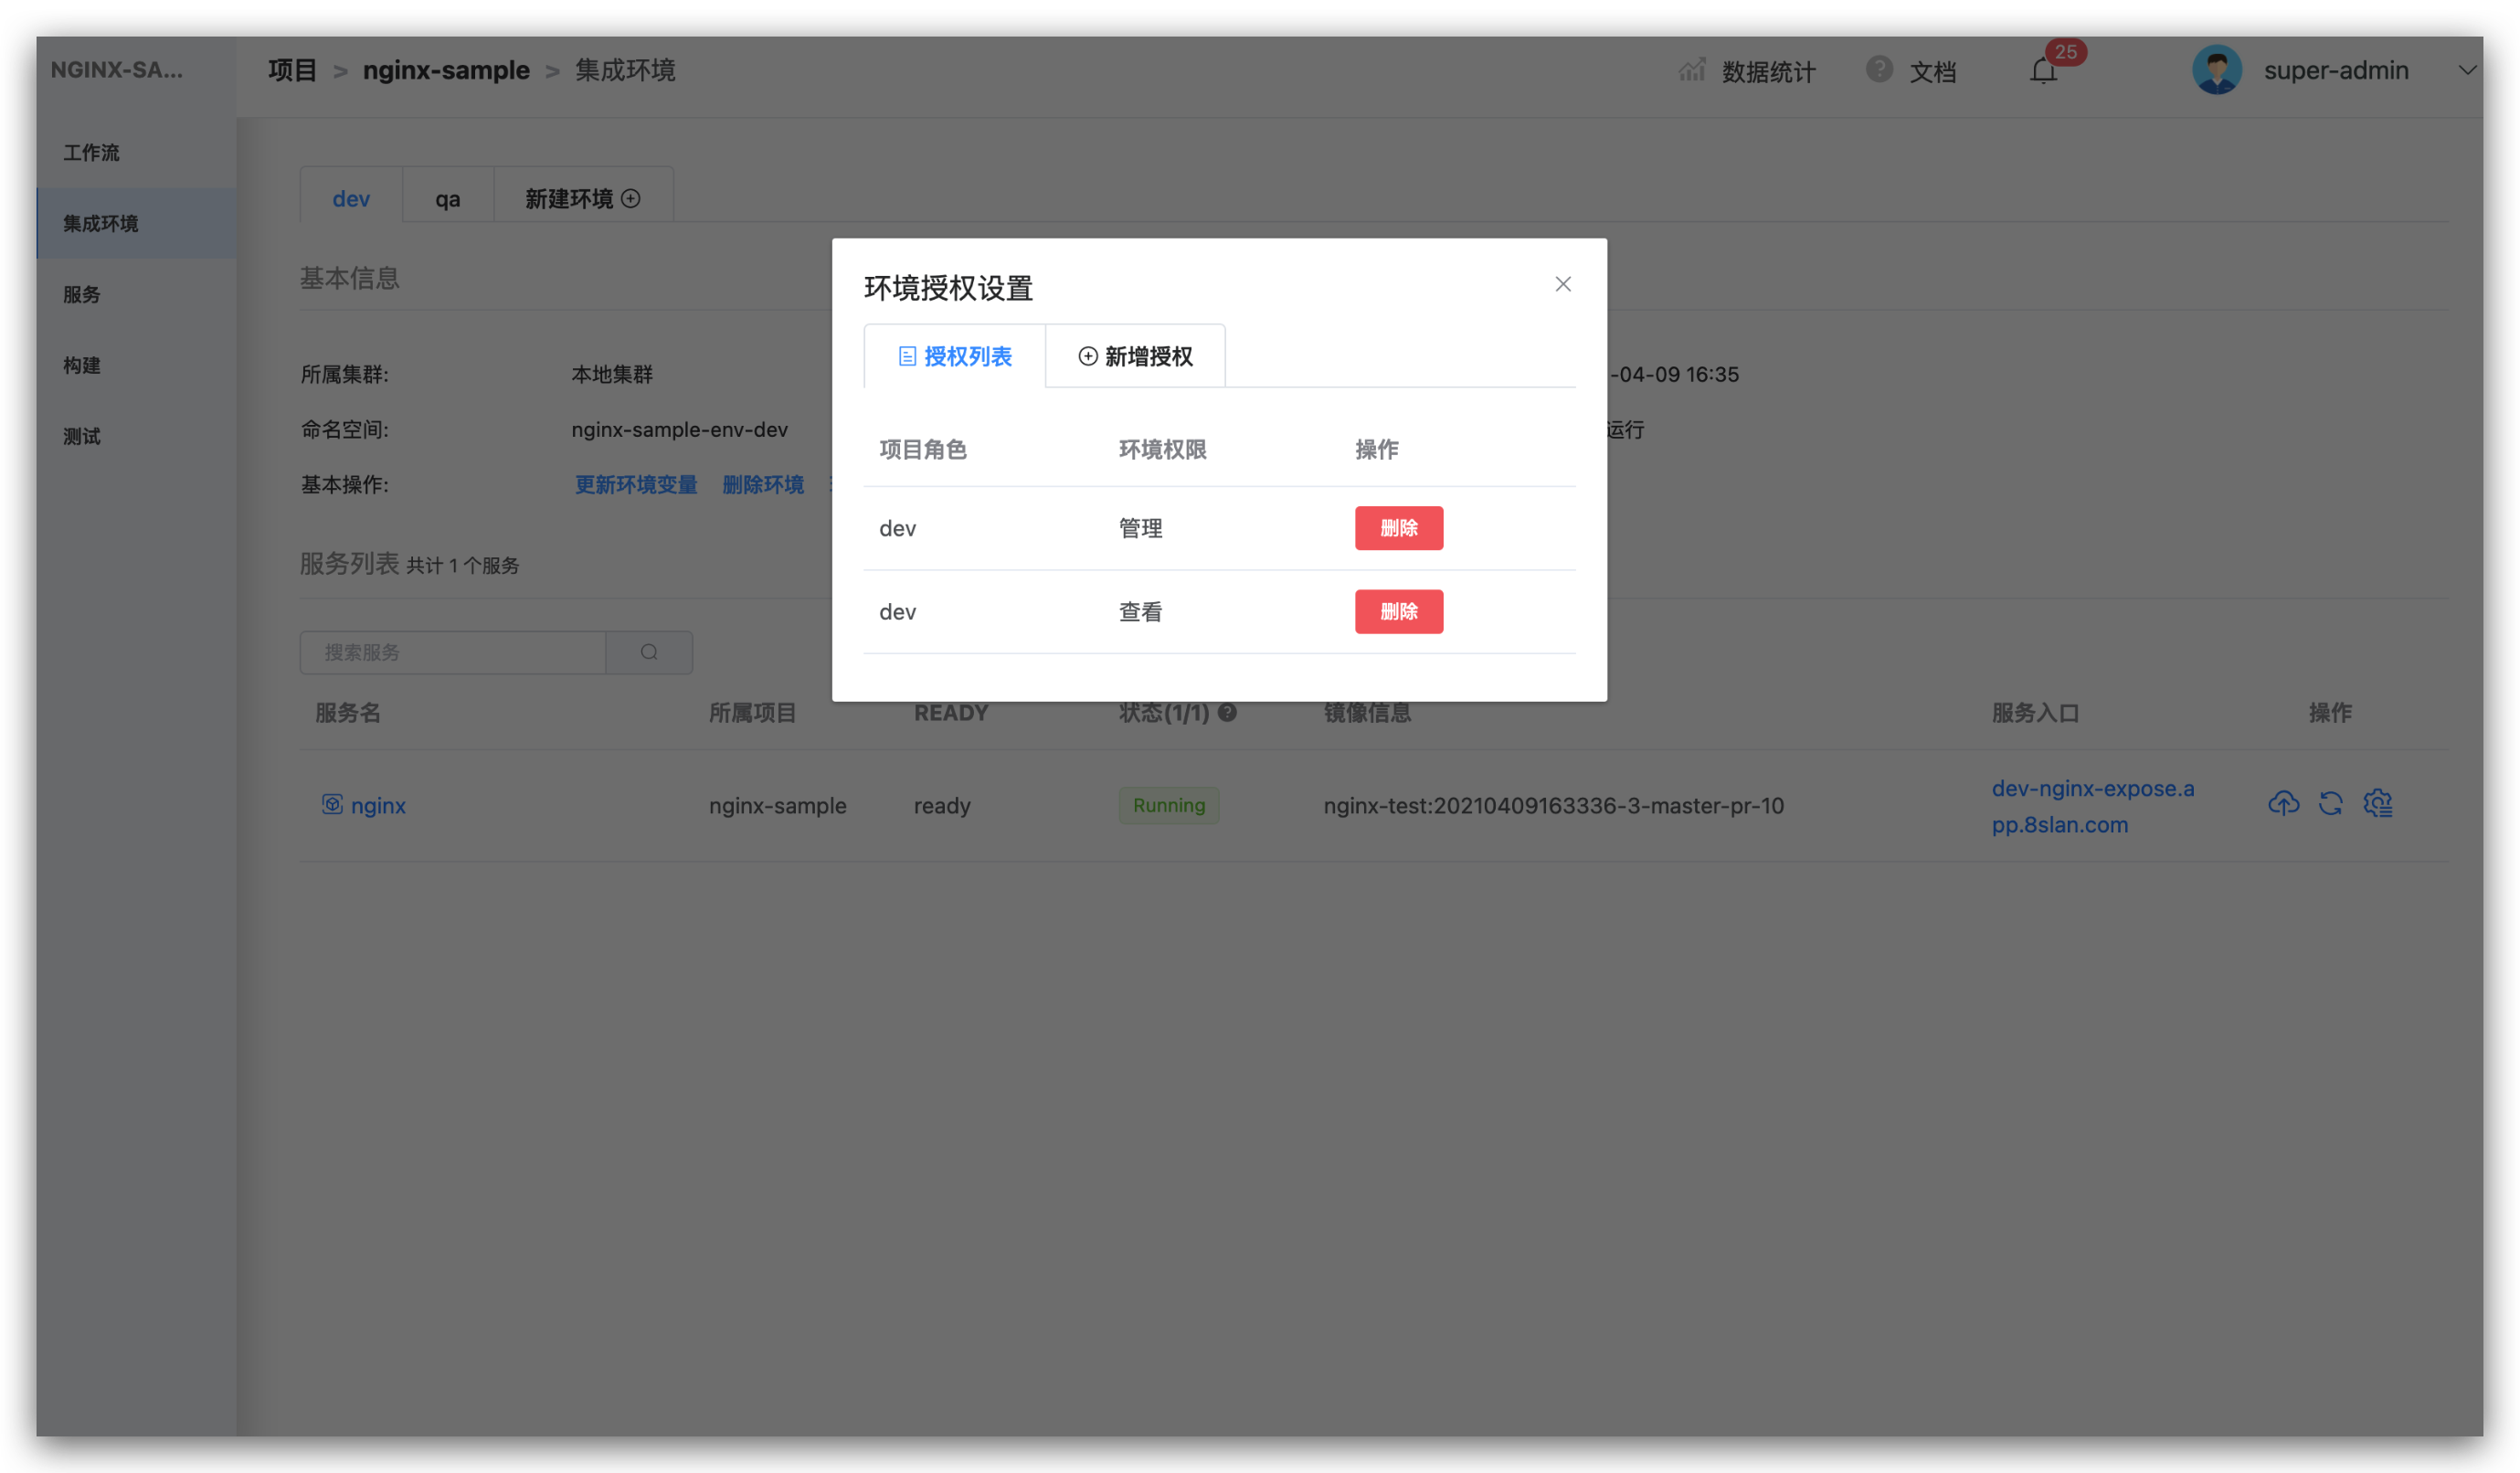 NGINX-SA...
项目 > nginx-sample > 集成环境
数据统计
文档
25
super-admin
工作流
集成环境
服务
构建
测试
dev
qa
新建环境
基本信息
所属集群: 本地集群
-04-09 16:35
命名空间: nginx-sample-env-dev
运行
基本操作: 更新环境变量 删除环境
环境授权设置
授权列表
新增授权
项目角色 环境权限 操作
dev 管理 删除
dev 查看 删除
服务列表 共计 1 个服务
搜索服务
服务名 所属项目 READY 状态(1/1) 镜像信息 服务入口 操作
nginx nginx-sample ready Running nginx-test:20210409163336-3-master-pr-10 dev-nginx-expose.a
pp.8slan.com